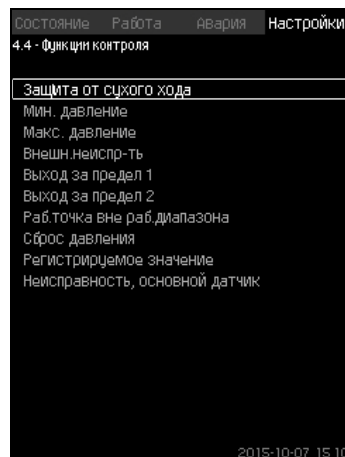 Состояние Работа Авария Настройки
4.4 - Функции контроля
Защита от сухого хода
Мин. давление
Макс. давление
Внешн.неиспр-ть
Выход за предел 1
Выход за предел 2
Раб.точка вне раб.диапазона
Сброс давления
Регистрируемое значение
Неисправность, основной датчик
2015-10-07 15:10